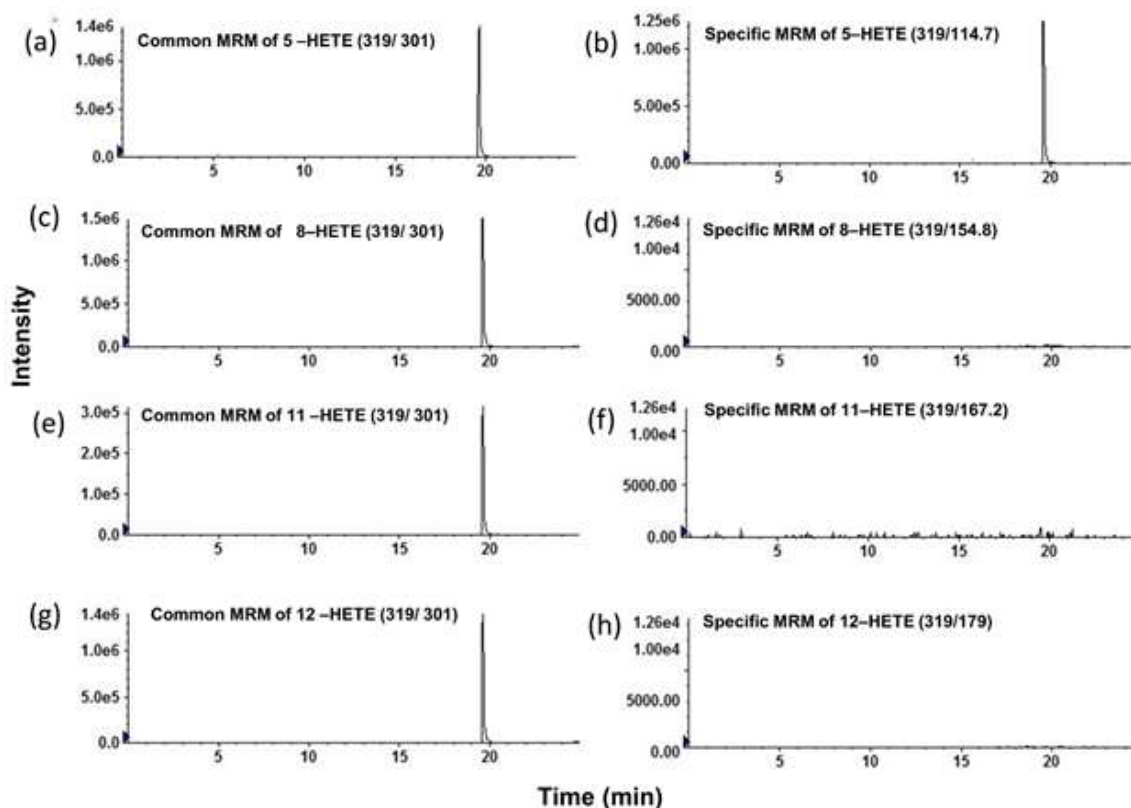 (a)
Common MRM of 5 –HETE (319/ 301)
1.4e6
1.0e6
5.0e5
0.0
5 10 15 20
(b)
Specific MRM of 5–HETE (319/114.7)
1.25e6
1.00e6
5.00e5
0.00
5 10 15 20
(c)
Common MRM of 8–HETE (319/ 301)
1.5e6
1.0e6
5.0e5
0.0
5 10 15 20
(d)
Specific MRM of 8–HETE (319/154.8)
1.26e4
1.00e4
5000.00
0.00
5 10 15 20
Intensity
(e)
Common MRM of 11 –HETE (319/ 301)
3.0e5
2.0e5
1.0e5
0.0
5 10 15 20
(f)
Specific MRM of 11–HETE (319/167.2)
1.26e4
1.00e4
5000.00
0.00
5 10 15 20
(g)
Common MRM of 12 –HETE (319/ 301)
1.4e6
1.0e6
5.0e5
0.0
5 10 15 20
(h)
Specific MRM of 12–HETE (319/179)
1.26e4
1.00e4
5000.00
0.00
5 10 15 20
Time (min)